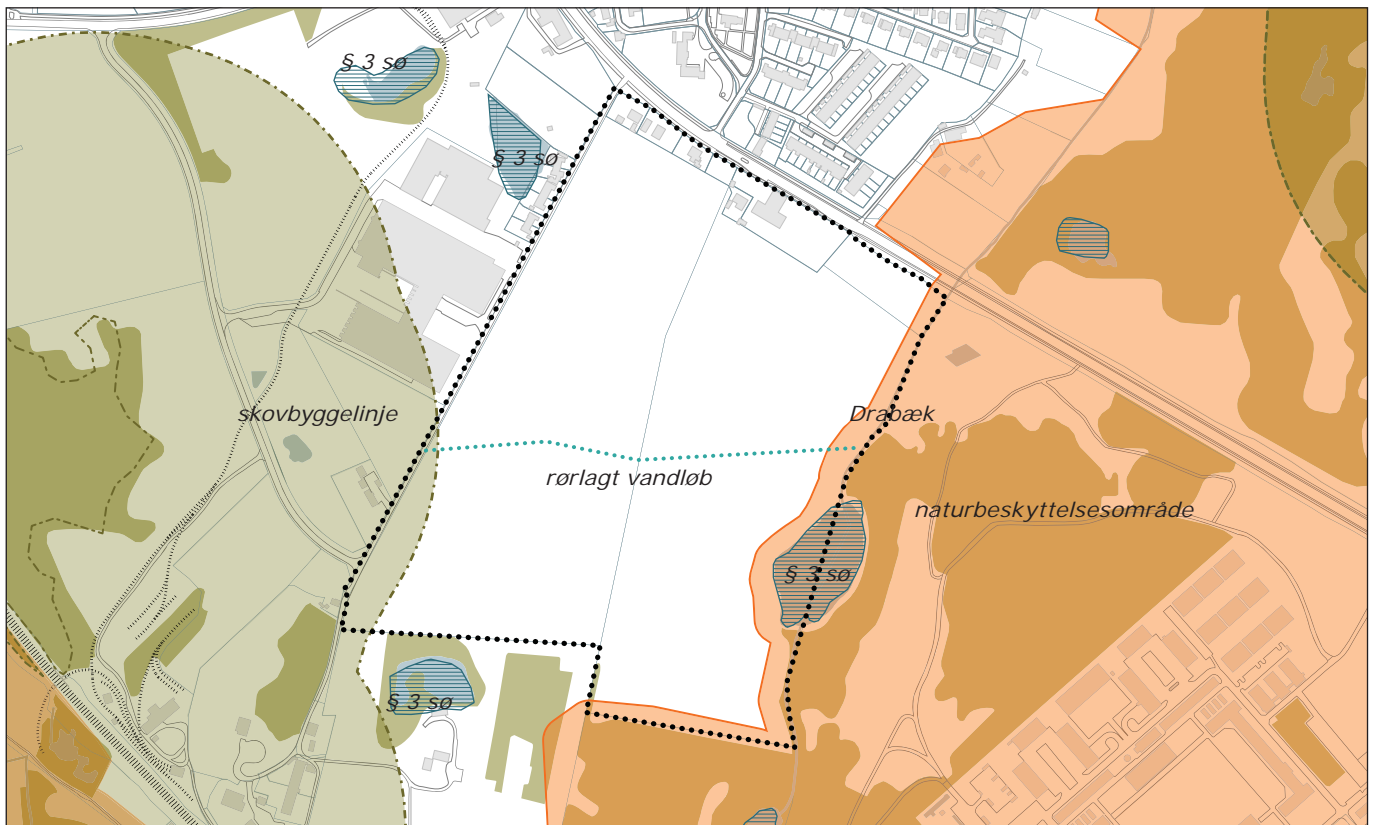 § 3 sø
§ 3 sø
skovbyggelinje
Drabæk
rørlagt vandløb
naturbeskyttelsesområde
§ 3 sø
§ 3 sø